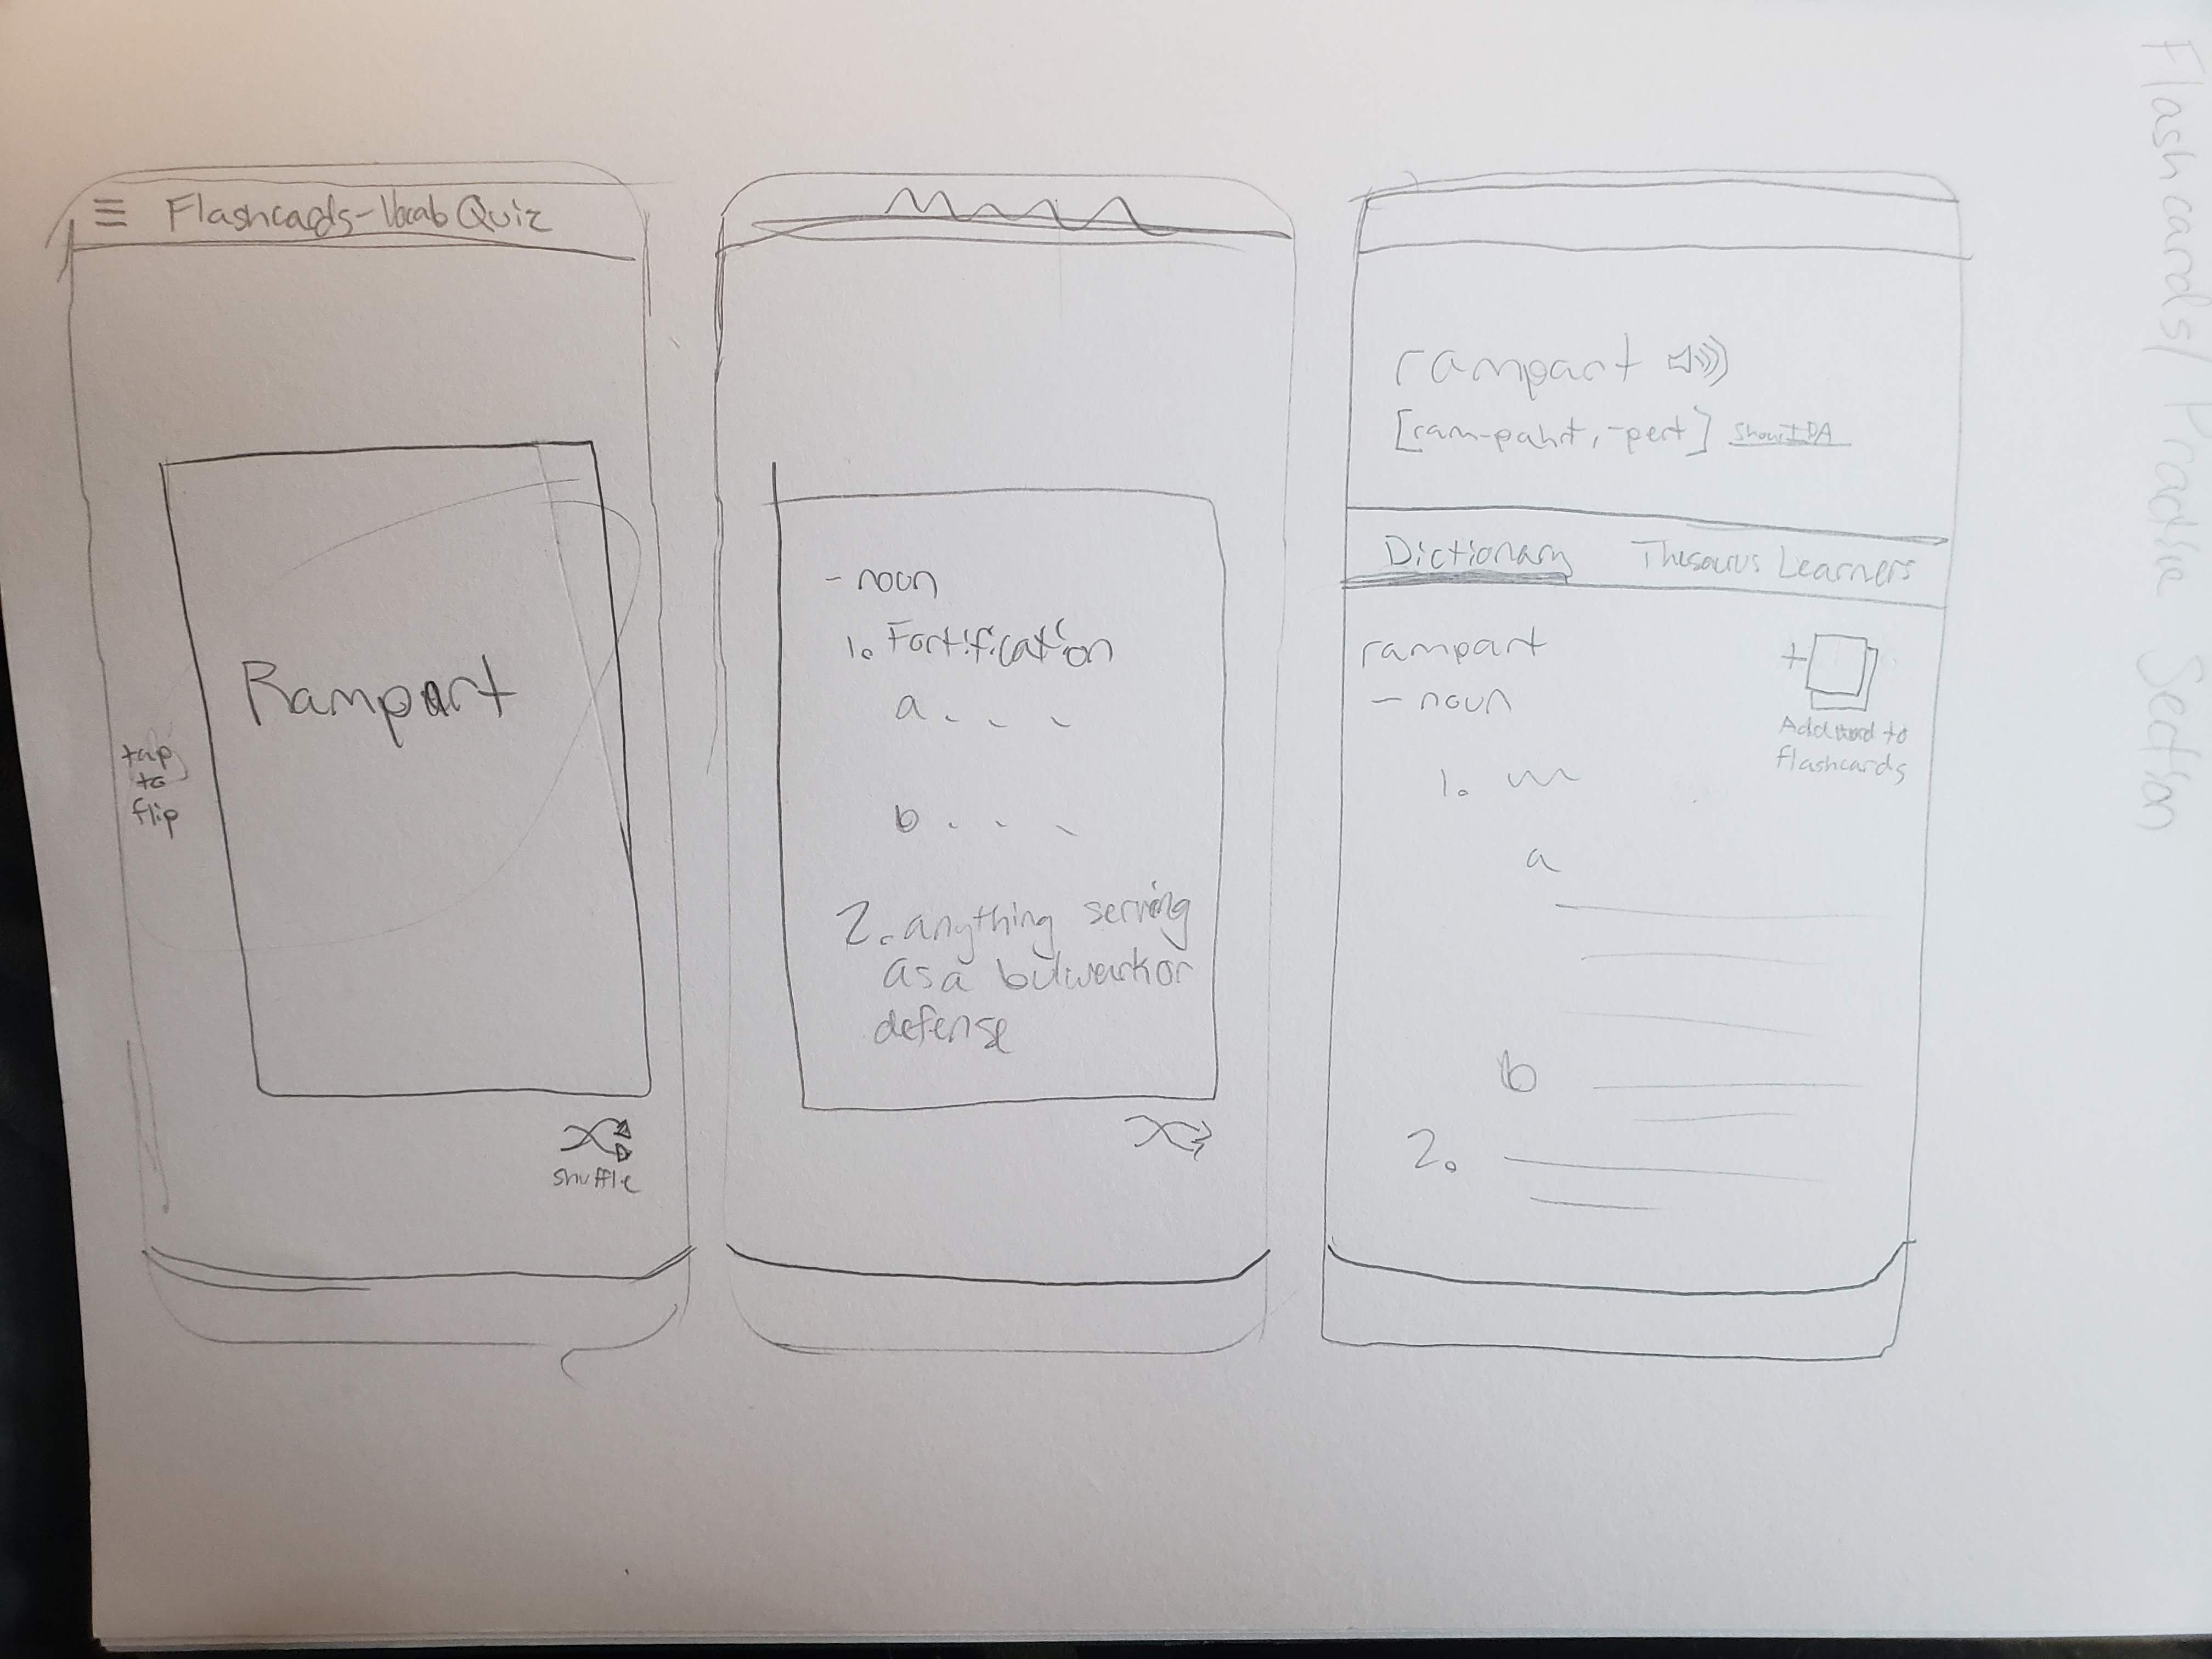 Flashcards/Practise Section
Flashcards-Vocab Quiz
Rampart
tap
to
flip
shuffle
- noun
1. Fortification
a . . .
b . . .
2. anything serving
as a bulwark or
defense
rampart
[ram-pahrt, -pert] Show IPA
Dictionary Thesaurus Learners
rampart
- noun
Add word to
flashcards
1.
a
b
2.